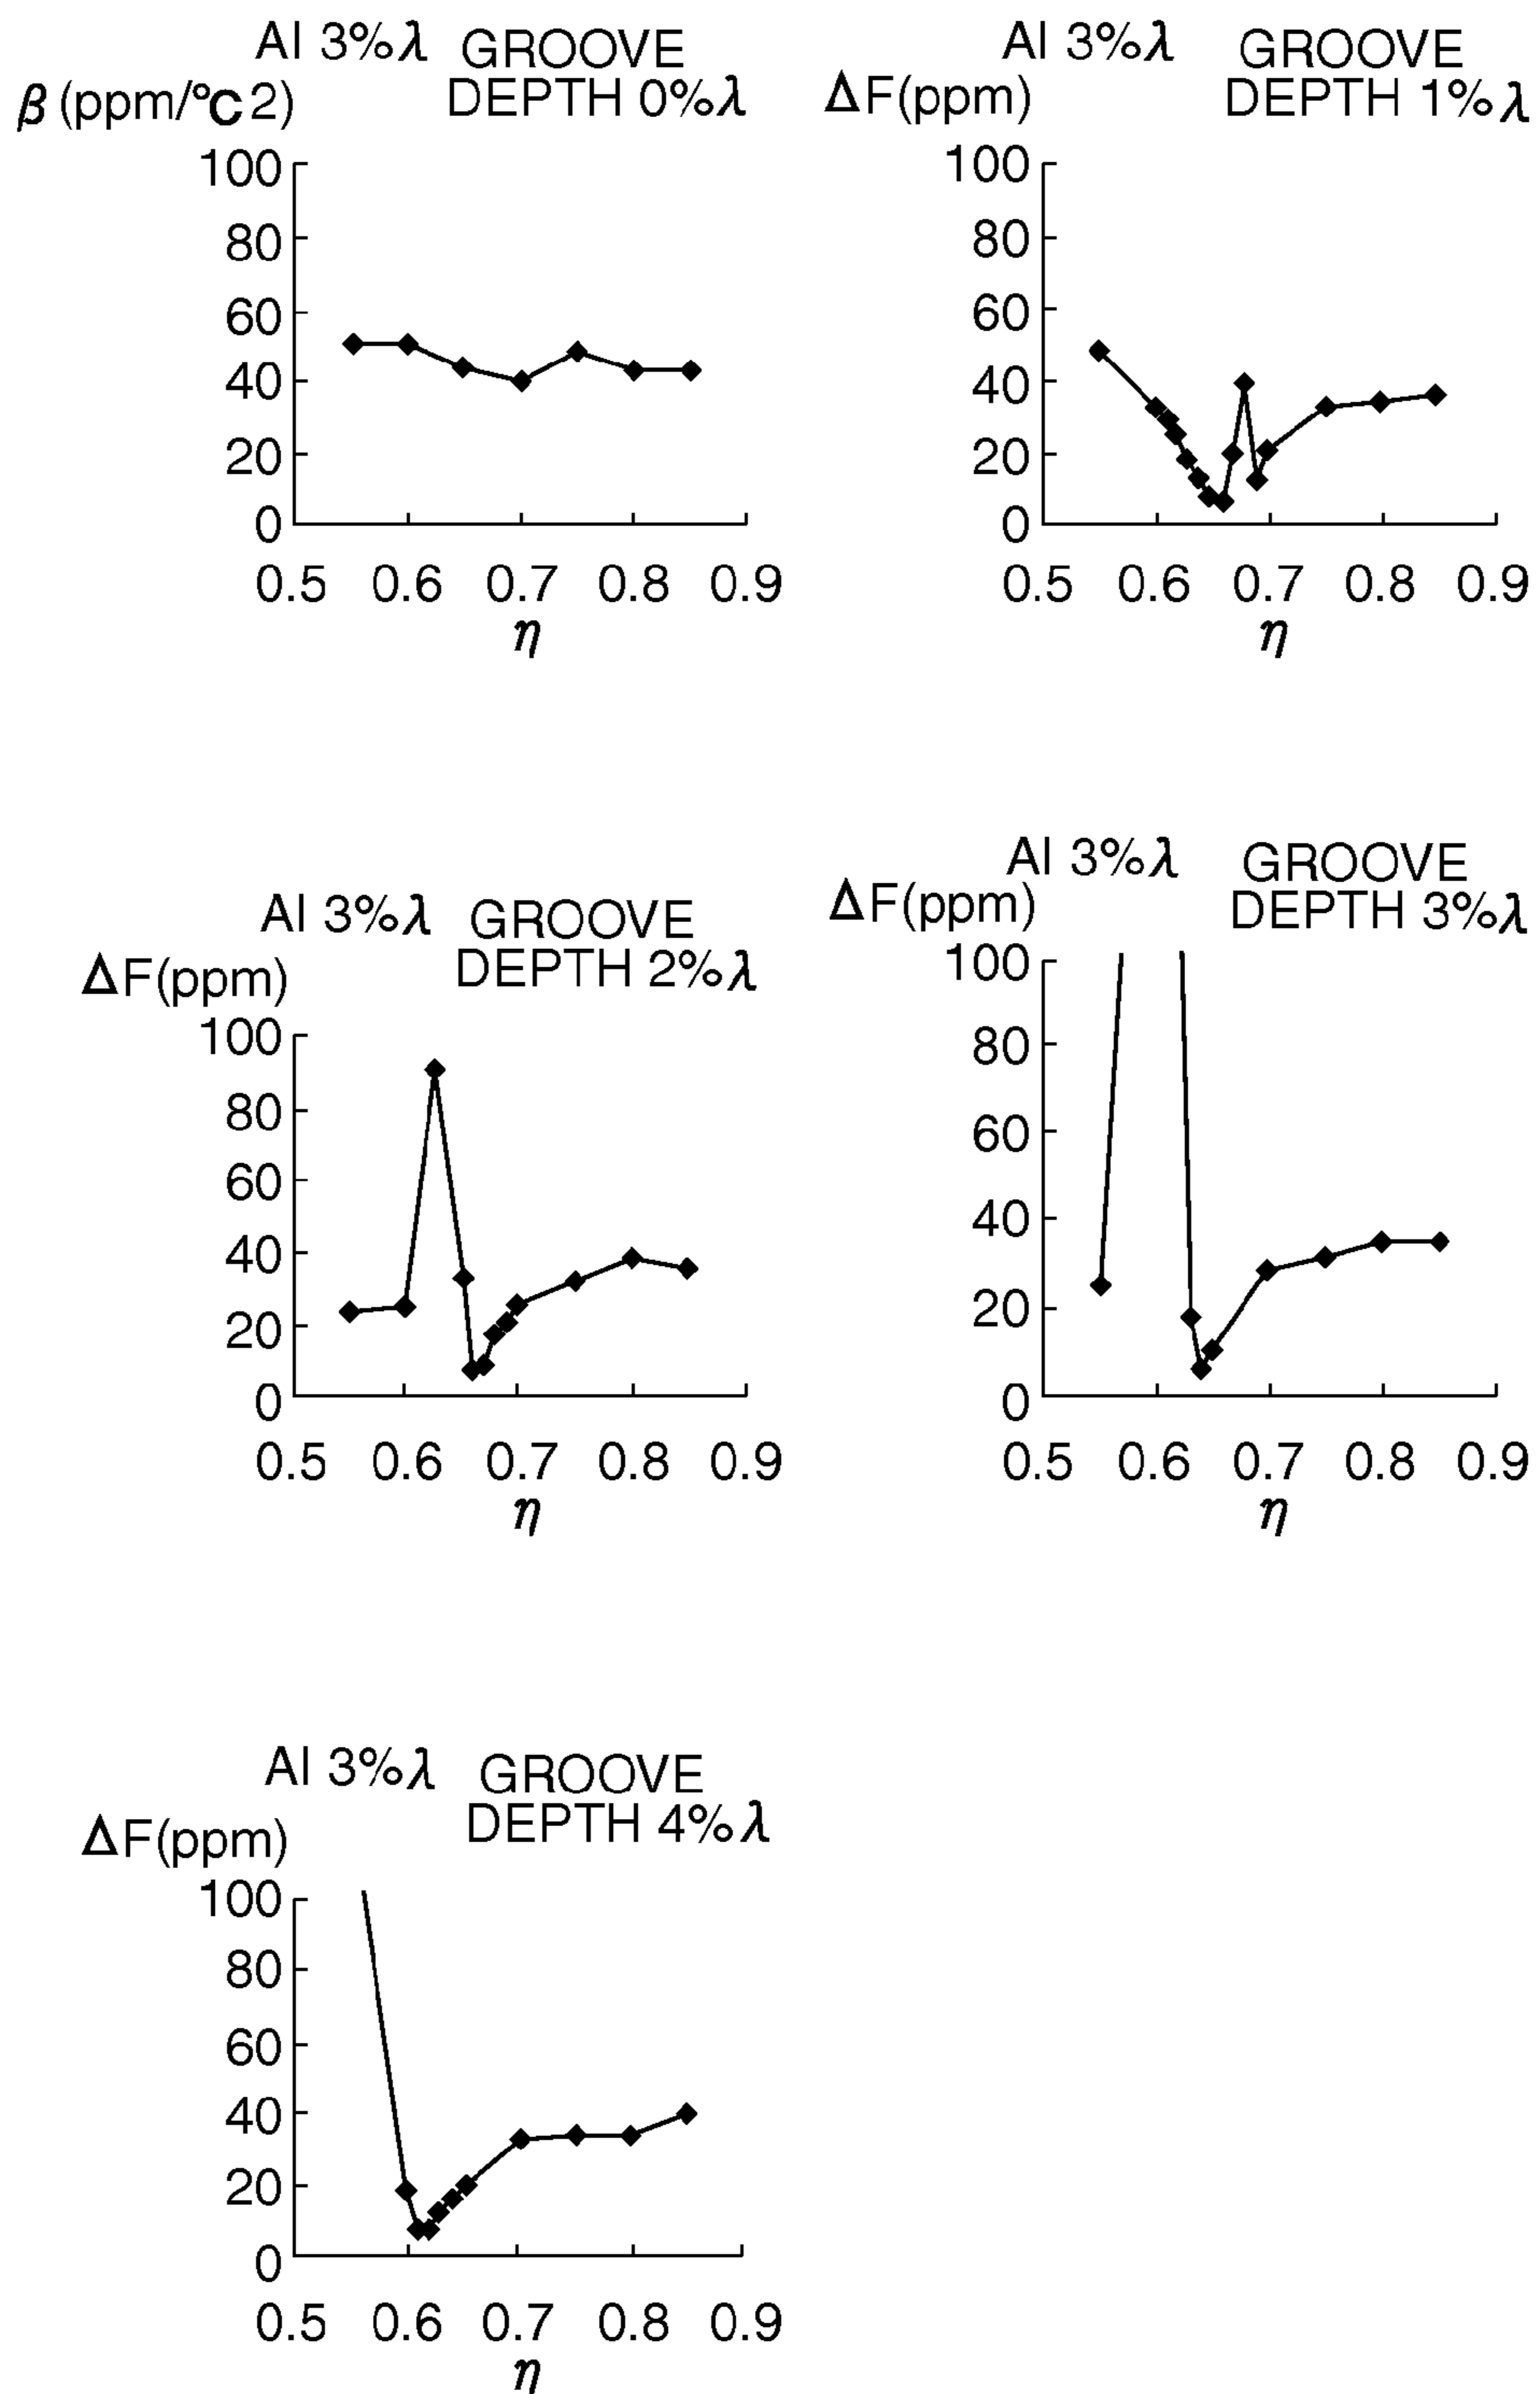 Al 3%λ GROOVE
β (ppm/°C 2) DEPTH 0%λ
100
80
60
40
20
0
0.5 0.6 0.7 0.8 0.9
η
Al 3%λ GROOVE
ΔF(ppm) DEPTH 1%λ
100
80
60
40
20
0
0.5 0.6 0.7 0.8 0.9
η
Al 3%λ GROOVE
ΔF(ppm) DEPTH 2%λ
100
80
60
40
20
0
0.5 0.6 0.7 0.8 0.9
η
Al 3%λ GROOVE
ΔF(ppm) DEPTH 3%λ
100
80
60
40
20
0
0.5 0.6 0.7 0.8 0.9
η
Al 3%λ GROOVE
ΔF(ppm) DEPTH 4%λ
100
80
60
40
20
0
0.5 0.6 0.7 0.8 0.9
η